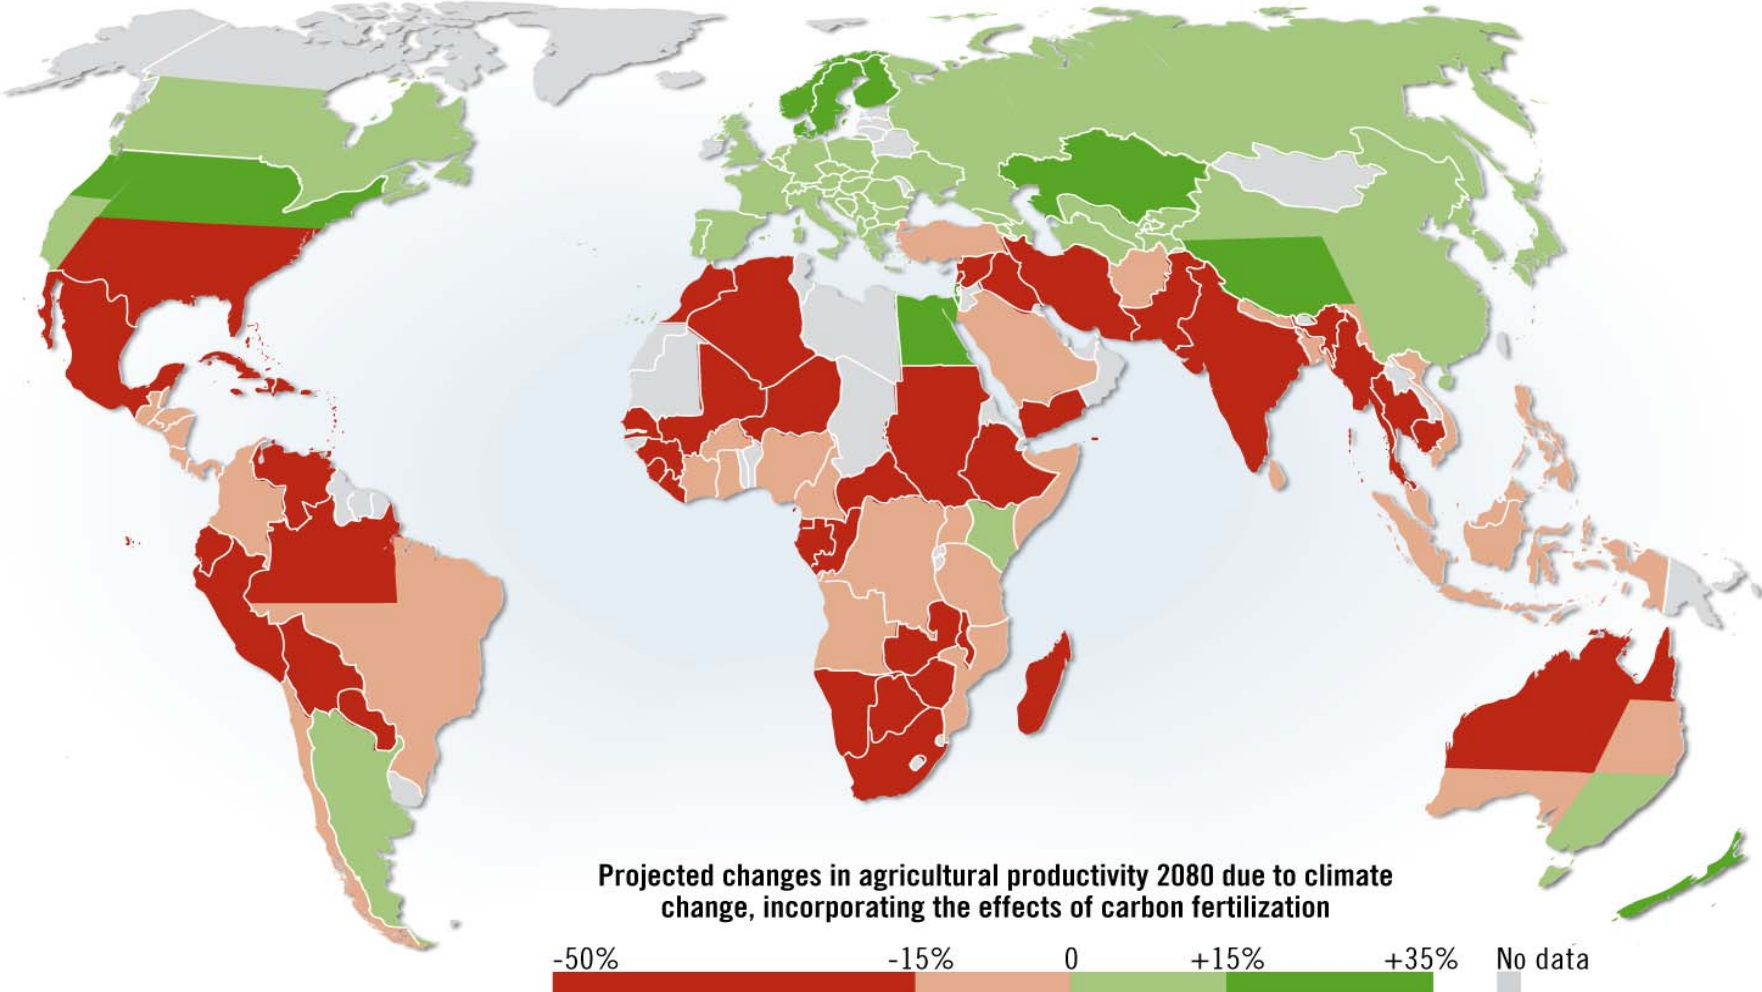 Projected changes in agricultural productivity 2080 due to climate
change, incorporating the effects of carbon fertilization
-50% -15% 0 +15% +35% No data